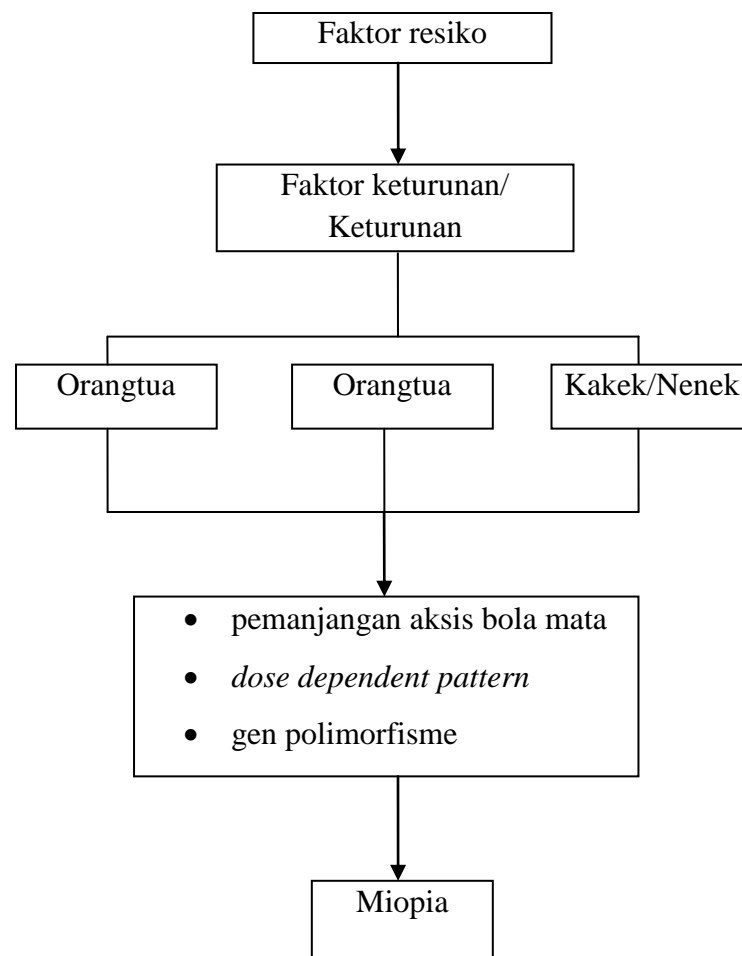 Faktor resiko
Faktor keturunan/
Keturunan
Orangtua
Orangtua
Kakek/Nenek
• pemanjangan aksis bola mata
• dose dependent pattern
• gen polimorfisme
Miopia